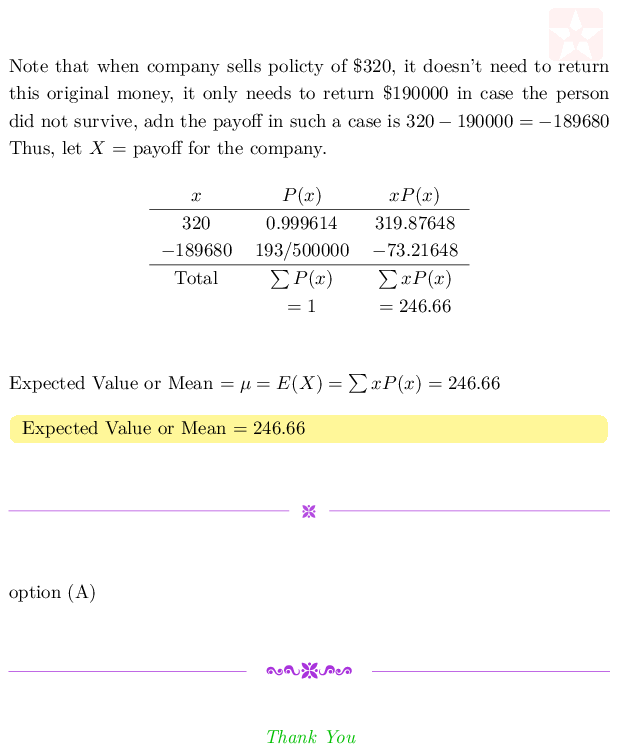 Note that when company sells policty of $320, it doesn't need to return
this original money, it only needs to return $190000 in case the person
did not survive, adn the payoff in such a case is 320 − 190000 = −189680
Thus, let X = payoff for the company.
x P(x) xP(x)
320 0.999614 319.87648
−189680 193/500000 −73.21648
Total ∑ P(x) ∑ xP(x)
= 1 = 246.66
Expected Value or Mean = μ = E(X) = ∑ xP(x) = 246.66
Expected Value or Mean = 246.66
option (A)
Thank You